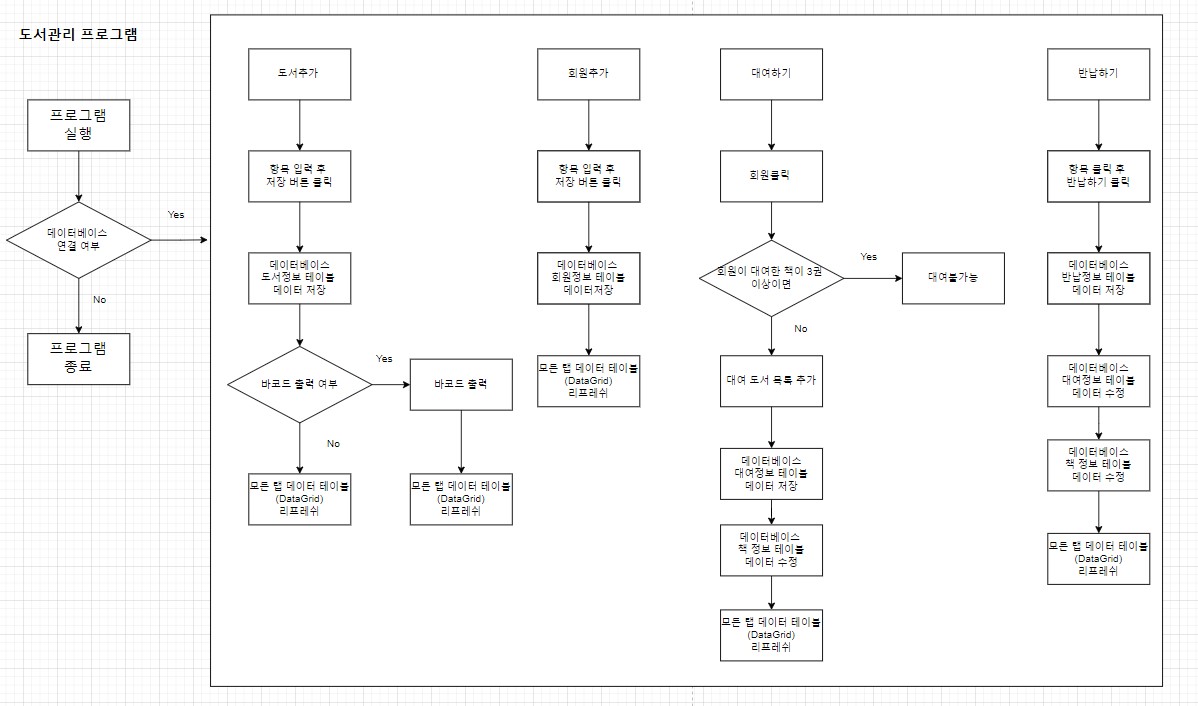 도서관리 프로그램
프로그램
실행
데이터베이스
연결 여부
Yes
No
프로그램
종료
도서추가
항목 입력 후
저장 버튼 클릭
데이터베이스
도서정보 테이블
데이터 저장
바코드 출력 여부
Yes
바코드 출력
No
모든 탭 데이터 테이블
(DataGrid)
리프레쉬
모든 탭 데이터 테이블
(DataGrid)
리프레쉬
회원추가
항목 입력 후
저장 버튼 클릭
데이터베이스
회원정보 테이블
데이터저장
모든 탭 데이터 테이블
(DataGrid)
리프레쉬
대여하기
회원클릭
회원이 대여한 책이 3권
이상이면
Yes
대여불가능
No
대여 도서 목록 추가
데이터베이스
대여정보 테이블
데이터 저장
데이터베이스
책 정보 테이블
데이터 수정
모든 탭 데이터 테이블
(DataGrid)
리프레쉬
반납하기
항목 클릭 후
반납하기 클릭
데이터베이스
반납정보 테이블
데이터 저장
데이터베이스
대여정보 테이블
데이터 수정
데이터베이스
책 정보 테이블
데이터 수정
모든 탭 데이터 테이블
(DataGrid)
리프레쉬